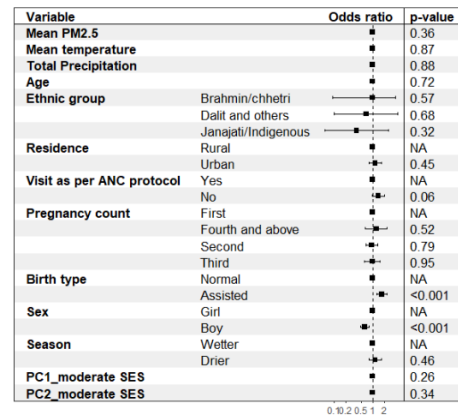 Variable Odds ratio p-value
Mean PM2.5 0.36
Mean temperature 0.87
Total Precipitation 0.88
Age 0.72
Ethnic group Brahmin/chhetri 0.57
Dalit and others 0.68
Janajati/Indigenous 0.32
Residence Rural NA
Urban 0.45
Visit as per ANC protocol Yes NA
No 0.06
Pregnancy count First NA
Fourth and above 0.52
Second 0.79
Third 0.95
Birth type Normal NA
Assisted <0.001
Sex Girl NA
Boy <0.001
Season Wetter NA
Drier 0.46
PC1_moderate SES 0.26
PC2_moderate SES 0.34
0.10.2 0.5 1 2